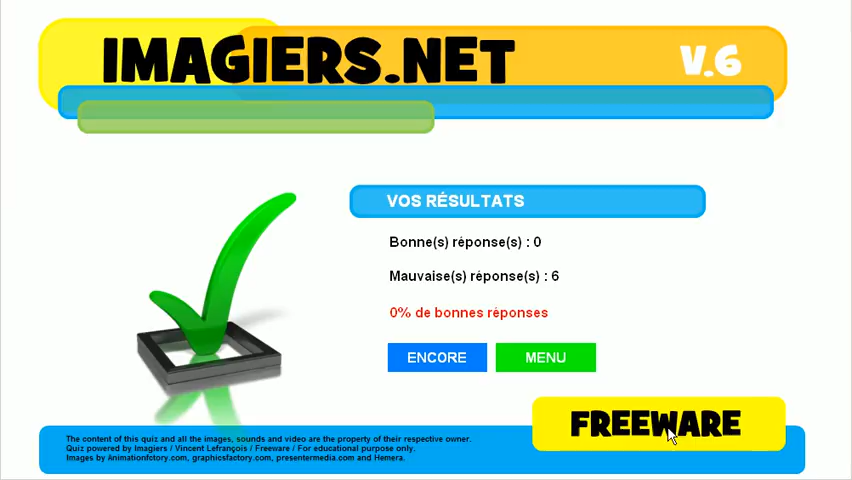 IMAGIERS.NET
V.6
VOS RÉSULTATS
Bonne(s) réponse(s) : 0
Mauvaise(s) réponse(s) : 6
0% de bonnes réponses
ENCORE
MENU
FREEWARE
The content of this quiz and all the images, sounds and video are the property of their respective owner.
Quiz powered by Imagiers / Vincent Lefrançois / Freeware / For educational purpose only.
Images by Animationfctory.com, graphicsfactory.com, presentermedia.com and Hemera.